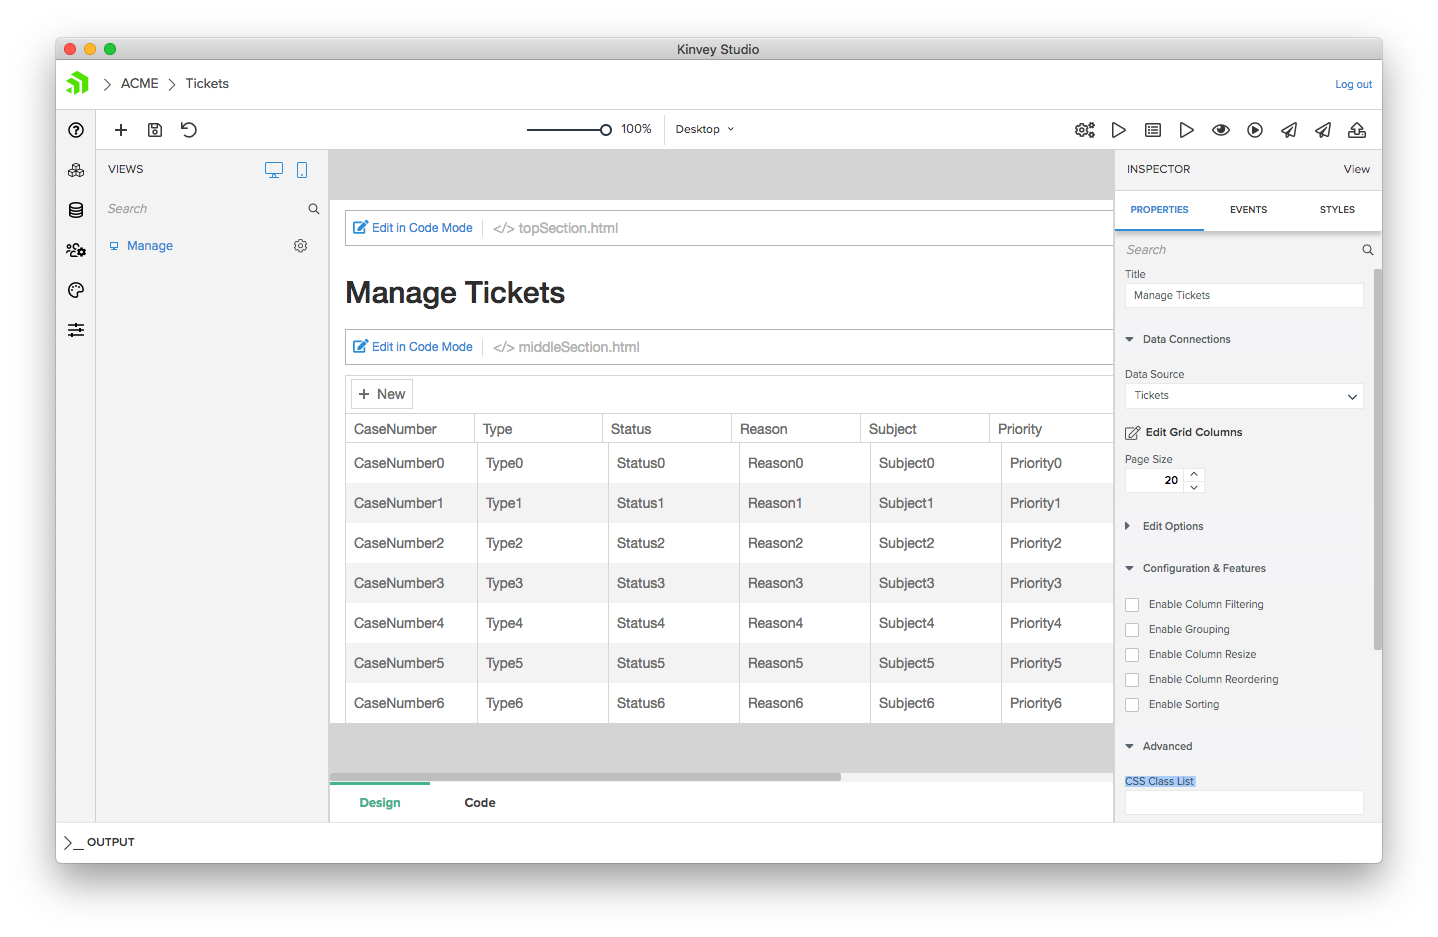 Kinvey Studio
ACME Tickets
Log out
100% Desktop
VIEWS
Search
Manage
Edit in Code Mode </> topSection.html
Manage Tickets
Edit in Code Mode </> middleSection.html
+ New
CaseNumber Type Status Reason Subject Priority
CaseNumber0 Type0 Status0 Reason0 Subject0 Priority0
CaseNumber1 Type1 Status1 Reason1 Subject1 Priority1
CaseNumber2 Type2 Status2 Reason2 Subject2 Priority2
CaseNumber3 Type3 Status3 Reason3 Subject3 Priority3
CaseNumber4 Type4 Status4 Reason4 Subject4 Priority4
CaseNumber5 Type5 Status5 Reason5 Subject5 Priority5
CaseNumber6 Type6 Status6 Reason6 Subject6 Priority6
Design Code
INSPECTOR View
PROPERTIES EVENTS STYLES
Search
Title
Manage Tickets
Data Connections
Data Source
Tickets
Edit Grid Columns
Page Size
20
Edit Options
Configuration & Features
Enable Column Filtering
Enable Grouping
Enable Column Resize
Enable Column Reordering
Enable Sorting
Advanced
CSS Class List
OUTPUT